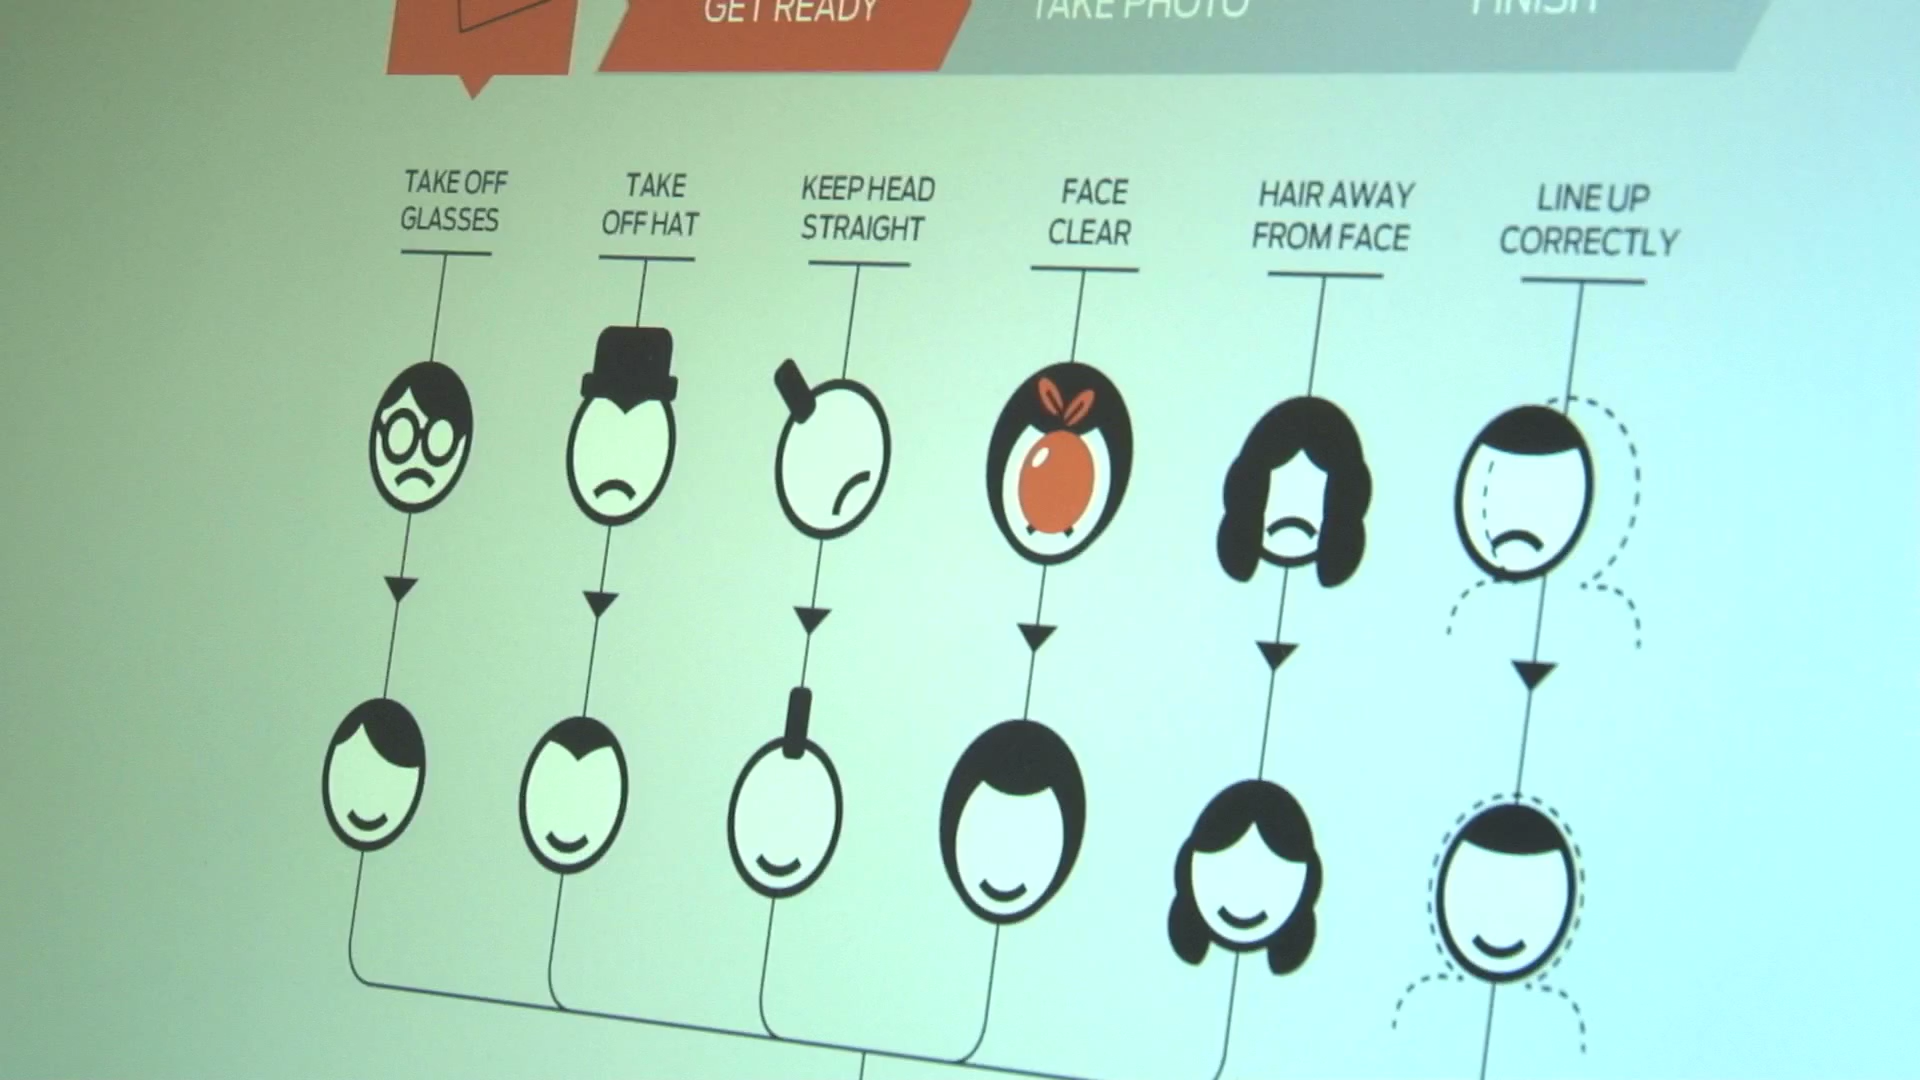 GET READY
TAKE PHOTO
FINISH
TAKE OFF
GLASSES
TAKE
OFF HAT
KEEP HEAD
STRAIGHT
FACE
CLEAR
HAIR AWAY
FROM FACE
LINE UP
CORRECTLY